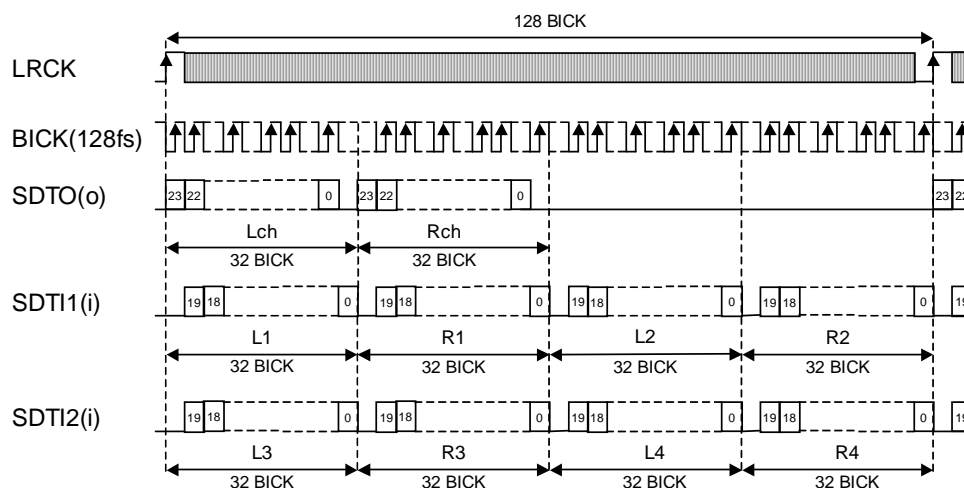 128 BICK
LRCK
BICK(128fs)
SDTO(o)
23 22 0 23 22 0 23 22
Lch Rch
32 BICK 32 BICK
SDTI1(i)
19 18 0 19 18 0 19 18 0 19 18 0 19
L1 R1 L2 R2
32 BICK 32 BICK 32 BICK 32 BICK
SDTI2(i)
19 18 0 19 18 0 19 18 0 19 18 0 19
L3 R3 L4 R4
32 BICK 32 BICK 32 BICK 32 BICK